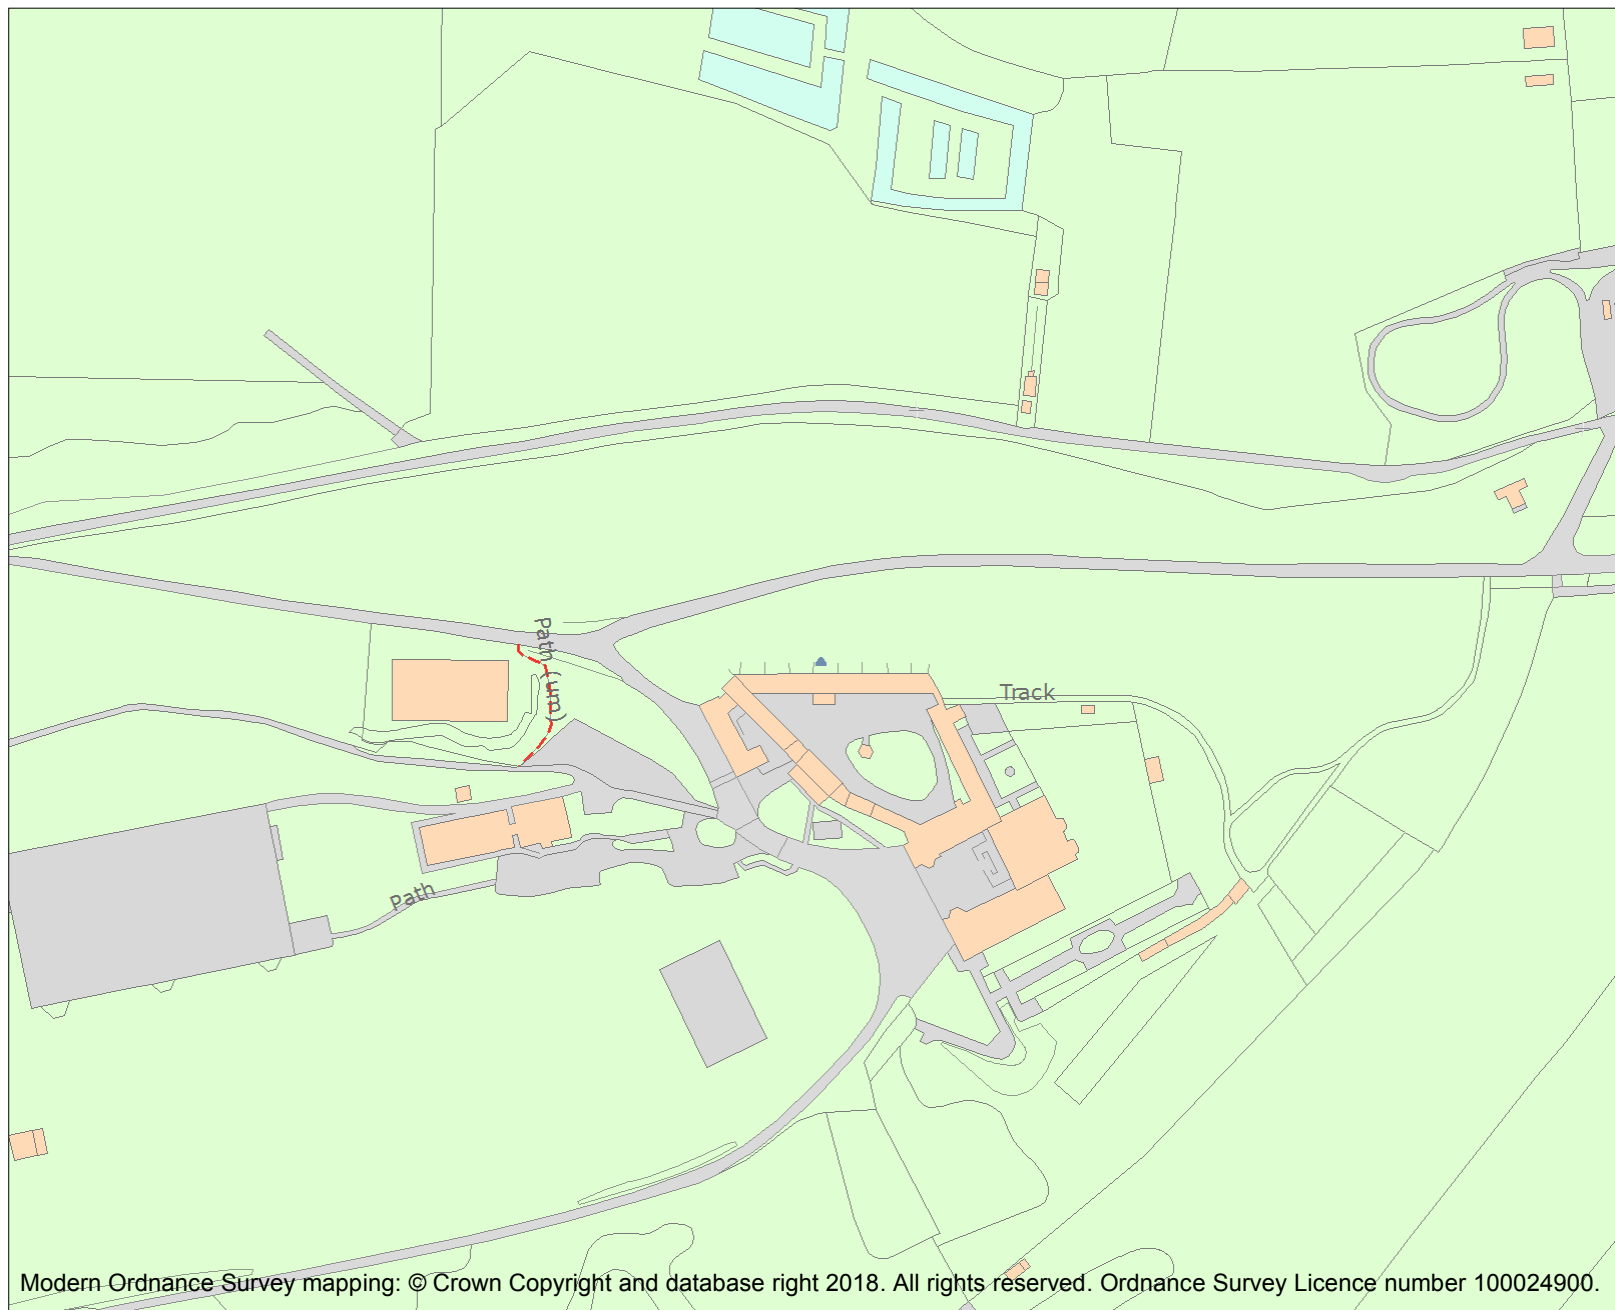 Path (um)
Track
Path
Modern Ordnance Survey mapping: © Crown Copyright and database right 2018. All rights reserved. Ordnance Survey Licence number 100024900.